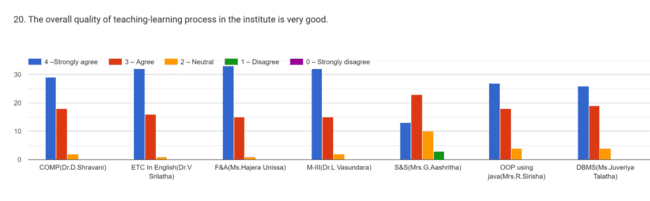 20. The overall quality of teaching-learning process in the institute is very good.
4 –Strongly agree 3 – Agree 2 – Neutral 1 – Disagree 0 – Strongly disagree
30
20
10
0
COMP(Dr.D.Shravani) ETC In English(Dr.V F&A(Ms.Hajera Unissa) M-III(Dr.L Vasundara) S&S(Mrs.G.Aashritha) OOP using DBMS(Ms.Juveriya
Srilatha) java(Mrs.R.Sirisha) Talatha)